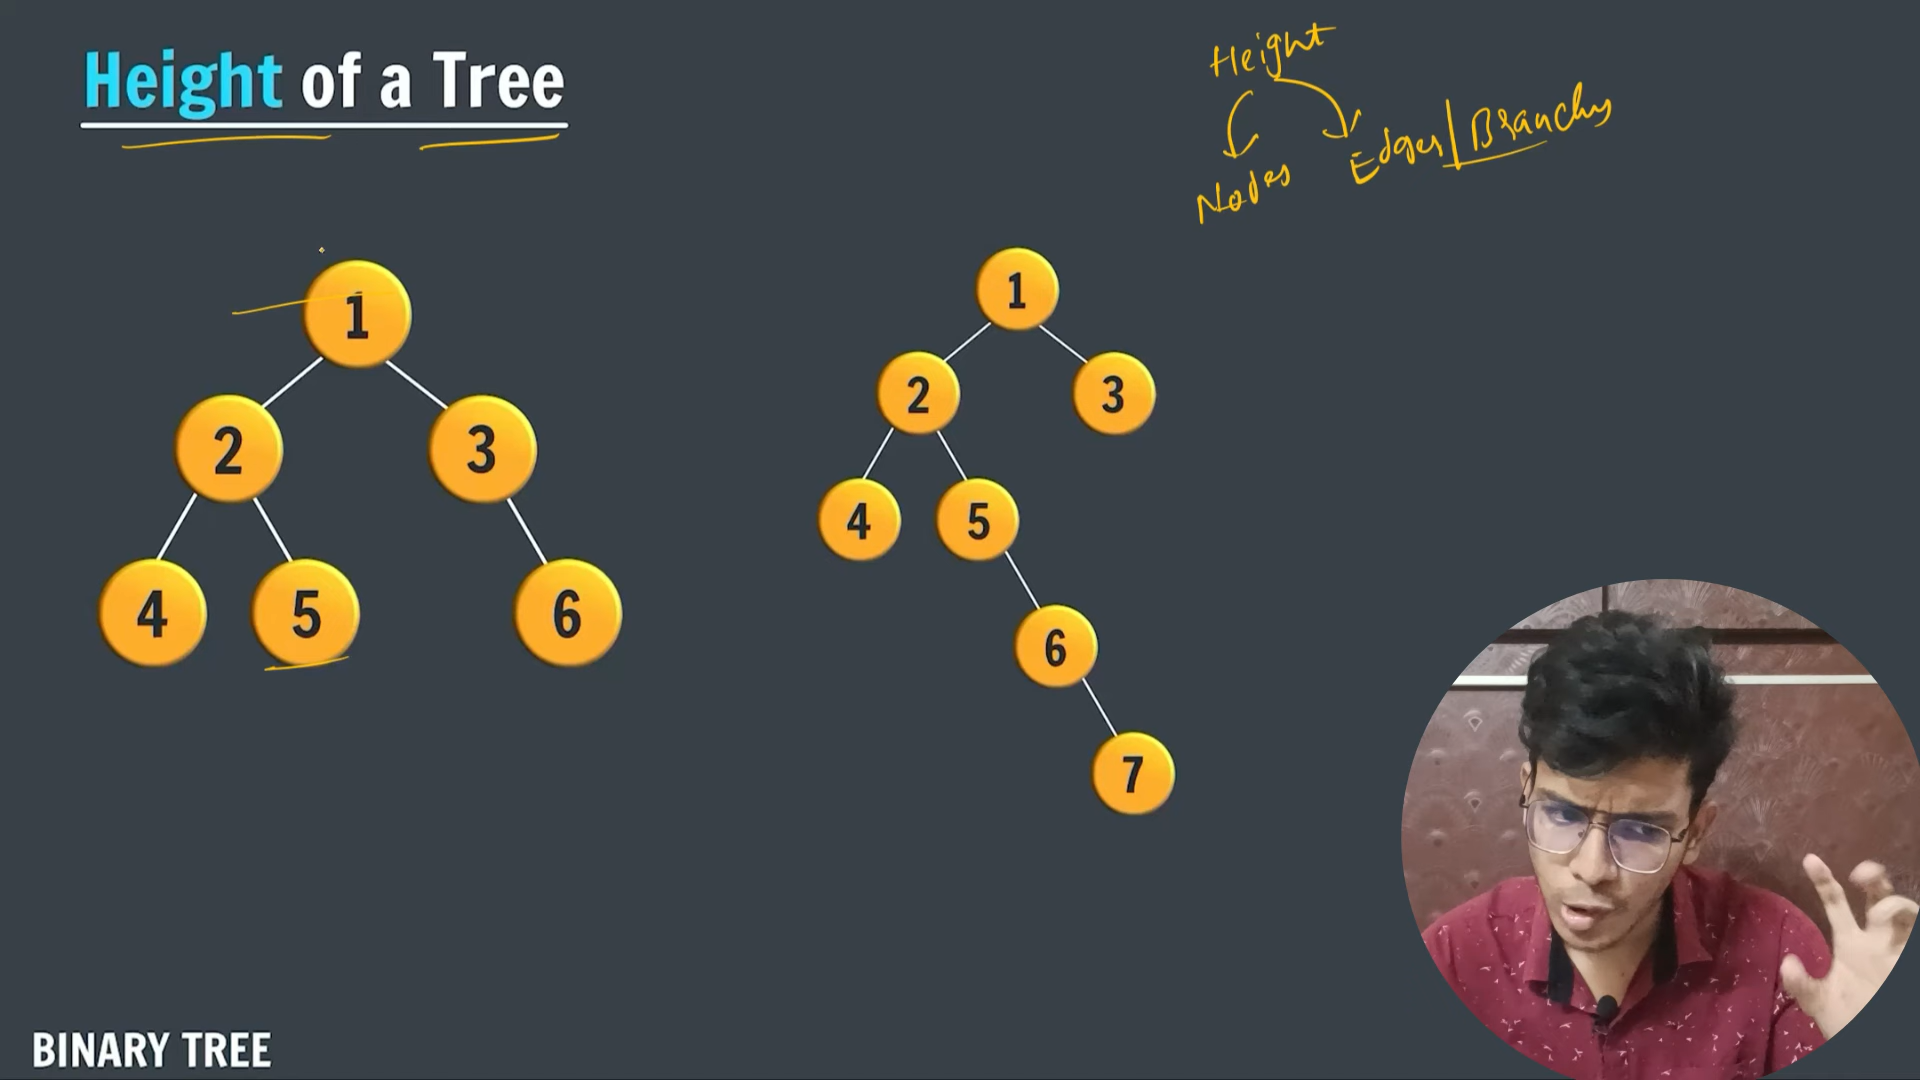 Height of a Tree
Height
Nodes
Edges | Branches
1
2
3
4
5
6
1
2
3
4
5
6
7
BINARY TREE